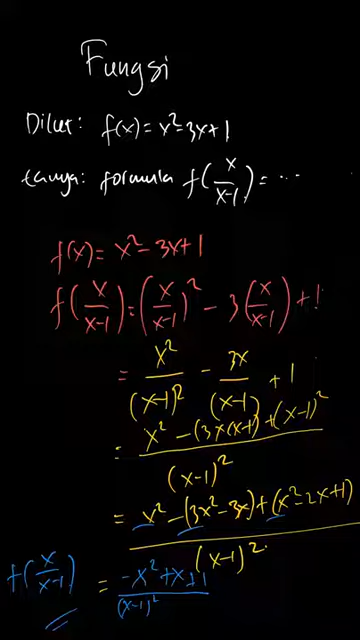 Fungsi
Diket: f(x) = x² - 3x + 1
tanya: formula f(x/(x-1)) = ...
f(x) = x² - 3x + 1
f(x/(x-1)) = (x/(x-1))² - 3(x/(x-1)) + 1
= x²/(x-1)² - 3x/(x-1) + 1
= (x² - (3x(x-1)) + (x-1)²)/(x-1)²
= (x² - (3x² - 3x) + (x² - 2x + 1))/(x-1)²
f(x/(x-1)) = (-x² + x + 1)/(x-1)²